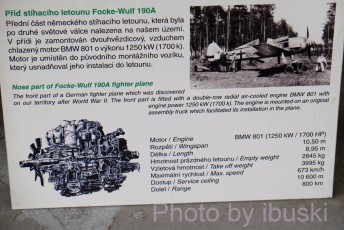 Příď stíhacího letounu Focke-Wulf 190A
Přední část německého stíhacího letounu, která byla
po druhé světové válce nalezena na našem území.
V přídi je zamontován dvouhvězdicový, vzduchem
chlazený motor BMW 801 o výkonu 1250 kW (1700 k).
Motor je umístěn do původního montážního vozíku,
který usnadňoval jeho instalaci do letounu.
Nose part of Focke-Wulf 190A fighter plane
The front part of a German fighter plane which was discovered
on our territory after World War II. The front part is fitted with a double-row radial air-cooled engine BMW 801 with
engine power 1250 kW (1700 k). The engine is mounted on an original
assembly truck which facilitated its installation in an aircraft.
Motor / Engine BMW 801 (1250 kW / 1700 HP)
Rozpětí / Wingspan 10,50 m
Délka / Length 8,95 m
Hmotnost prázdného letounu / Empty weight 2845 kg
Vzletová hmotnost / Take off weight 3995 kg
Maximální rychlost / Max. speed 673 km/h
Dostup / Service ceiling 10 600 m
Dolet / Range 800 km
Photo by ibuski